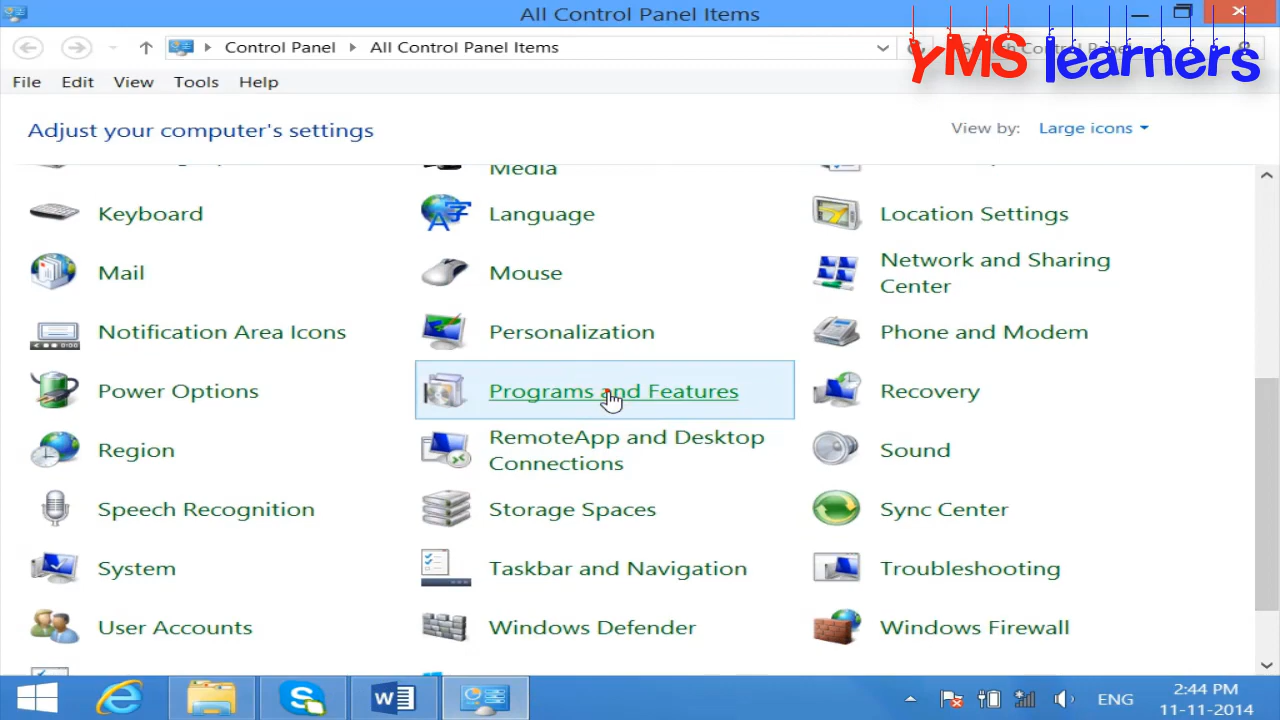 All Control Panel Items
Control Panel
All Control Panel Items
YMS learners
File Edit View Tools Help
Adjust your computer's settings
View by: Large icons
Media
Keyboard
Language
Location Settings
Mail
Mouse
Network and Sharing
Center
Notification Area Icons
Personalization
Phone and Modem
Power Options
Programs and Features
Recovery
Region
RemoteApp and Desktop
Connections
Sound
Speech Recognition
Storage Spaces
Sync Center
System
Taskbar and Navigation
Troubleshooting
User Accounts
Windows Defender
Windows Firewall
ENG
2:44 PM
11-11-2014